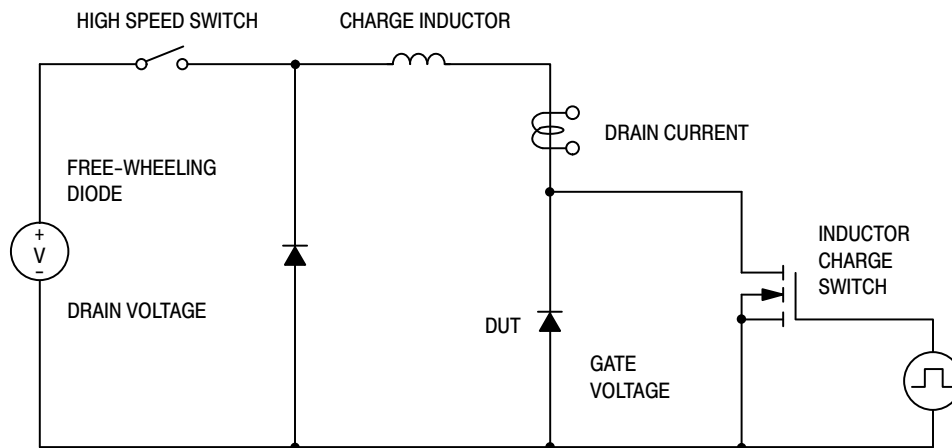 HIGH SPEED SWITCH
CHARGE INDUCTOR
DRAIN CURRENT
FREE-WHEELING
DIODE
+
V
−
INDUCTOR
CHARGE
SWITCH
DRAIN VOLTAGE
DUT
GATE
VOLTAGE